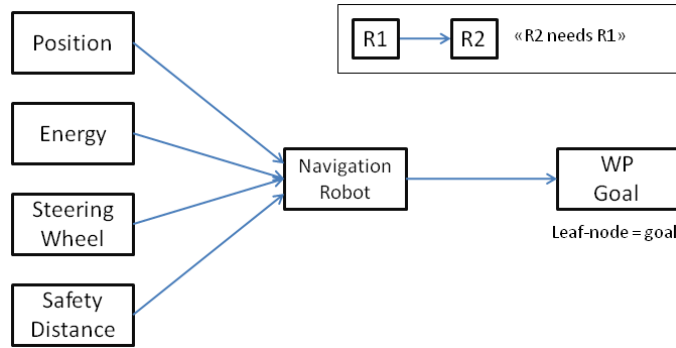 Position
Energy
Steering
Wheel
Safety
Distance
Navigation
Robot
WP
Goal
Leaf-node = goal
R1
R2
«R2 needs R1»